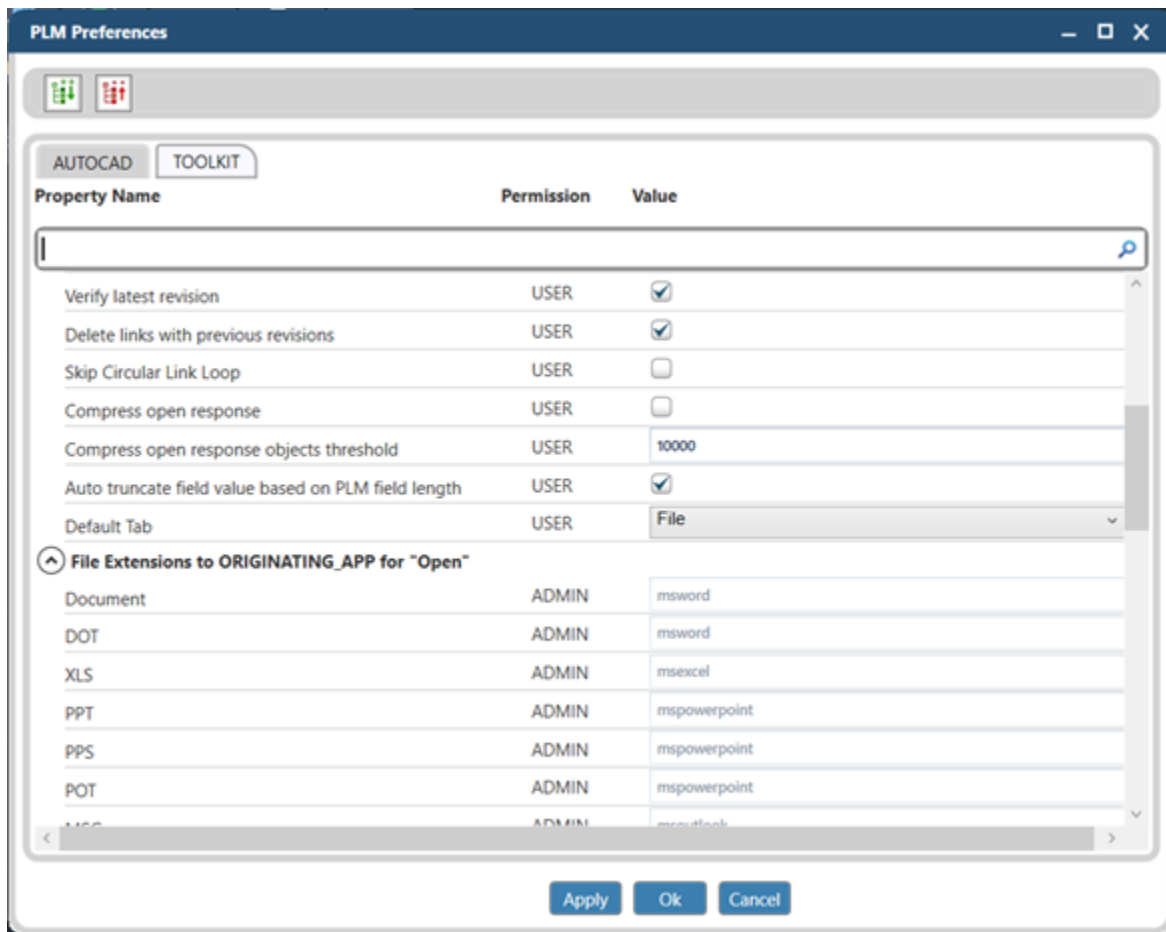 PLM Preferences
AUTOCAD TOOLKIT
Property Name Permission Value
Verify latest revision USER
Delete links with previous revisions USER
Skip Circular Link Loop USER
Compress open response USER
Compress open response objects threshold USER 10000
Auto truncate field value based on PLM field length USER
Default Tab USER File
File Extensions to ORIGINATING_APP for "Open"
Document ADMIN msword
DOT ADMIN msword
XLS ADMIN msexcel
PPT ADMIN mspowerpoint
PPS ADMIN mspowerpoint
POT ADMIN mspowerpoint
ADMIN msoutlook
Apply Ok Cancel